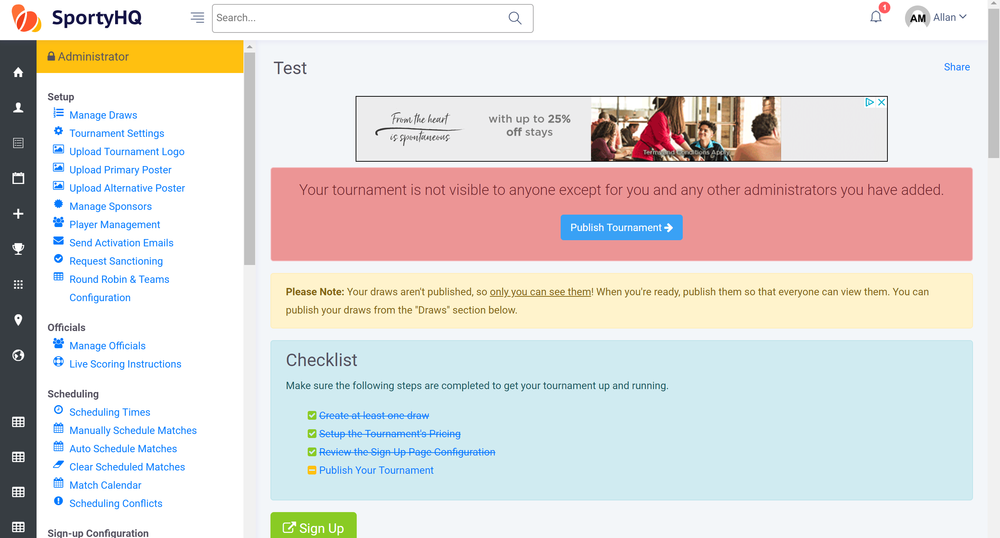 SportyHQ
Search...
1
AM Allan
Administrator
Setup
Manage Draws
Tournament Settings
Upload Tournament Logo
Upload Primary Poster
Upload Alternative Poster
Manage Sponsors
Player Management
Send Activation Emails
Request Sanctioning
Round Robin & Teams
Configuration
Officials
Manage Officials
Live Scoring Instructions
Scheduling
Scheduling Times
Manually Schedule Matches
Auto Schedule Matches
Clear Scheduled Matches
Match Calendar
Scheduling Conflicts
Sign-up Configuration
Test
Share
From the heart
is spontaneous
with up to 25%
off stays
Terms and Conditions Apply
Your tournament is not visible to anyone except for you and any other administrators you have added.
Publish Tournament
Please Note: Your draws aren't published, so only you can see them! When you're ready, publish them so that everyone can view them. You can
publish your draws from the "Draws" section below.
Checklist
Make sure the following steps are completed to get your tournament up and running.
Create at least one draw
Setup the Tournament's Pricing
Review the Sign Up Page Configuration
Publish Your Tournament
Sign Up